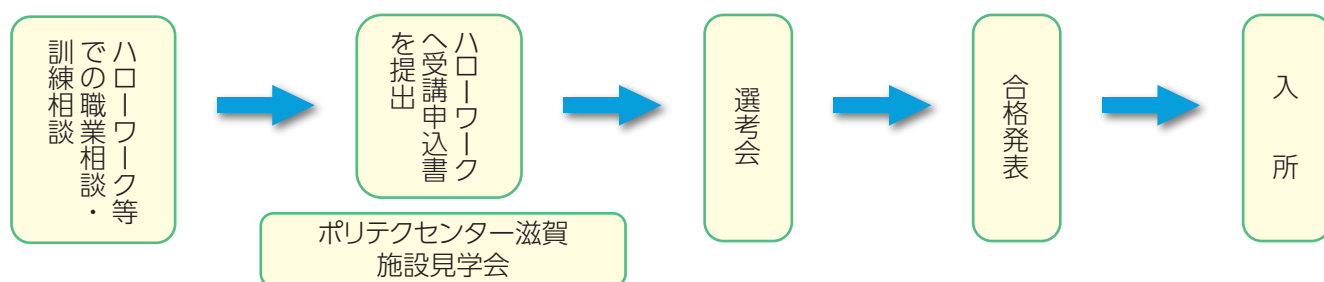 ハローワーク等
での職業相談・
訓練相談
ハローワーク
へ受講申込書
を提出
ポリテクセンター滋賀
施設見学会
選考会
合格発表
入所